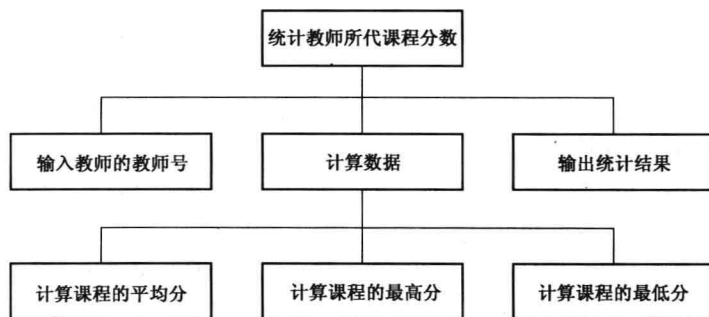 统计教师所代课程分数
输入教师的教师号
计算数据
输出统计结果
计算课程的平均分
计算课程的最高分
计算课程的最低分